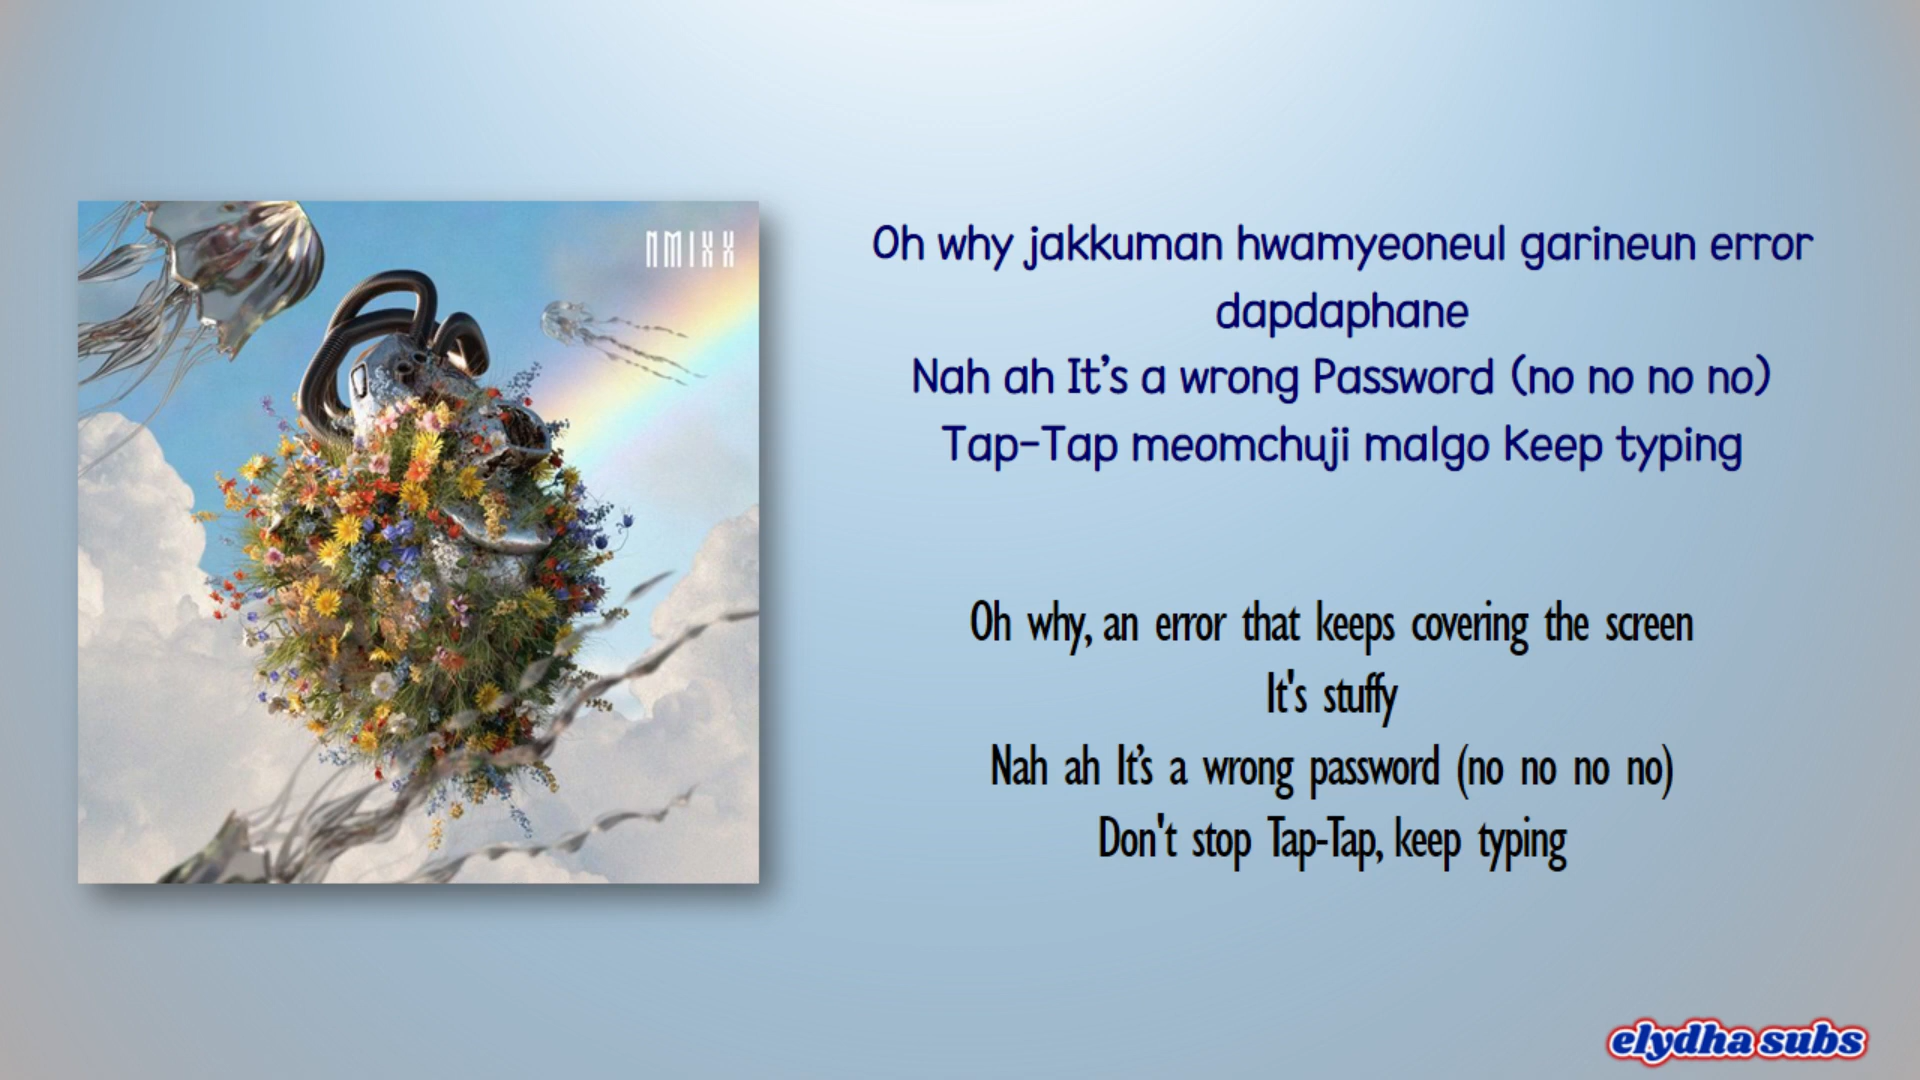 NMIXX
Oh why jakkuman hwamyeoneul garineun error
dapdaphane
Nah ah It’s a wrong Password (no no no no)
Tap-Tap meomchuji malgo Keep typing
Oh why, an error that keeps covering the screen
It's stuffy
Nah ah It’s a wrong password (no no no no)
Don't stop Tap-Tap, keep typing
elydha subs